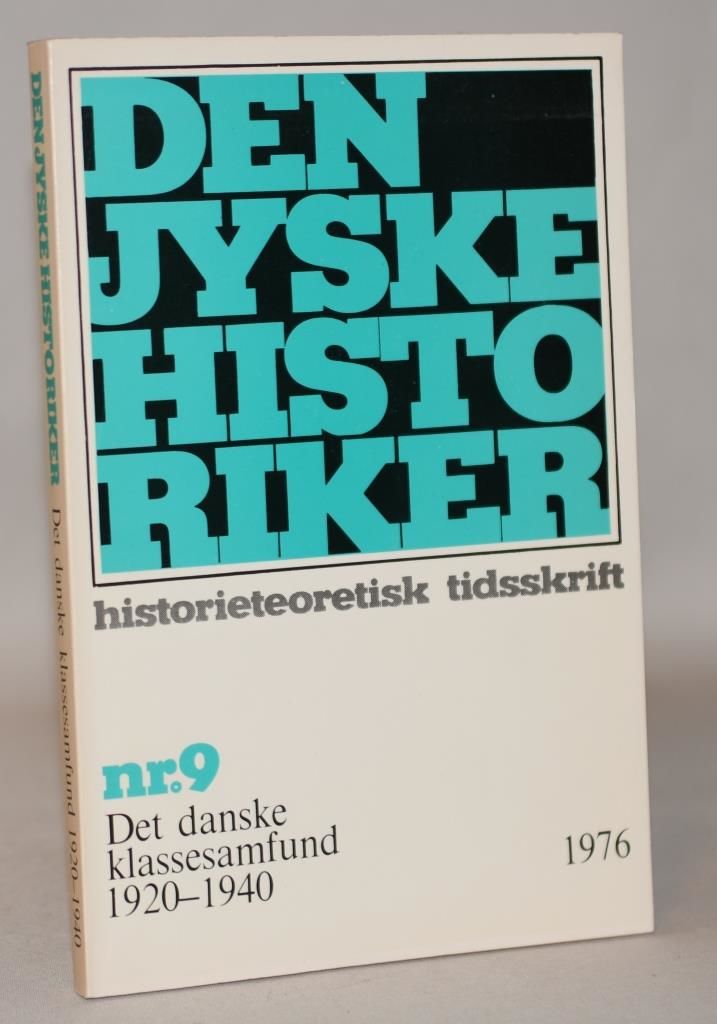 DEN
JYSKE
HISTO
RIKER
historieteoretisk tidsskrift
nr. 9
Det danske
klassesamfund
1920–1940
1976
DEN JYSKE HISTORIKER Det danske klassesamfund 1920–1940